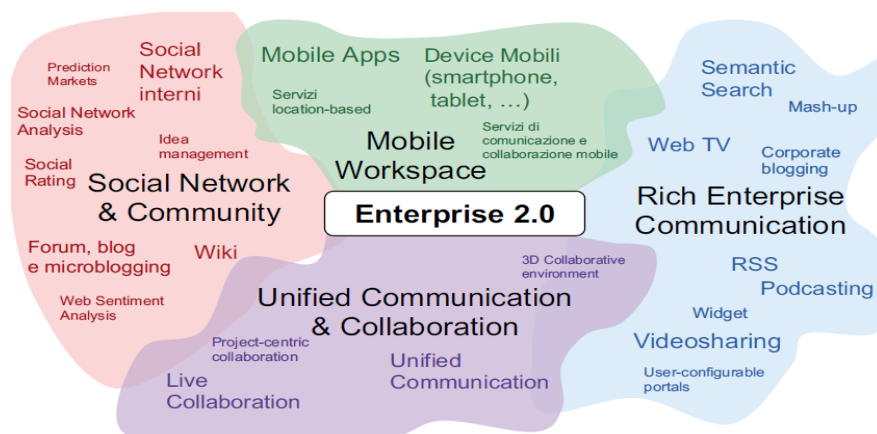 Prediction
Markets
Social
Network
interni
Social Network
Analysis
Idea
management
Social
Rating
Social Network
& Community
Forum, blog
e microblogging
Wiki
Web Sentiment
Analysis
Mobile Apps
Device Mobili
(smartphone,
tablet, ...)
Servizi
location-based
Servizi di
comunicazione e
collaborazione mobile
Mobile
Workspace
Enterprise 2.0
Semantic
Search
Mash-up
Web TV
Corporate
blogging
Rich Enterprise
Communication
RSS
Podcasting
Widget
Videosharing
User-configurable
portals
3D Collaborative
environment
Unified Communication
& Collaboration
Project-centric
collaboration
Unified
Communication
Live
Collaboration